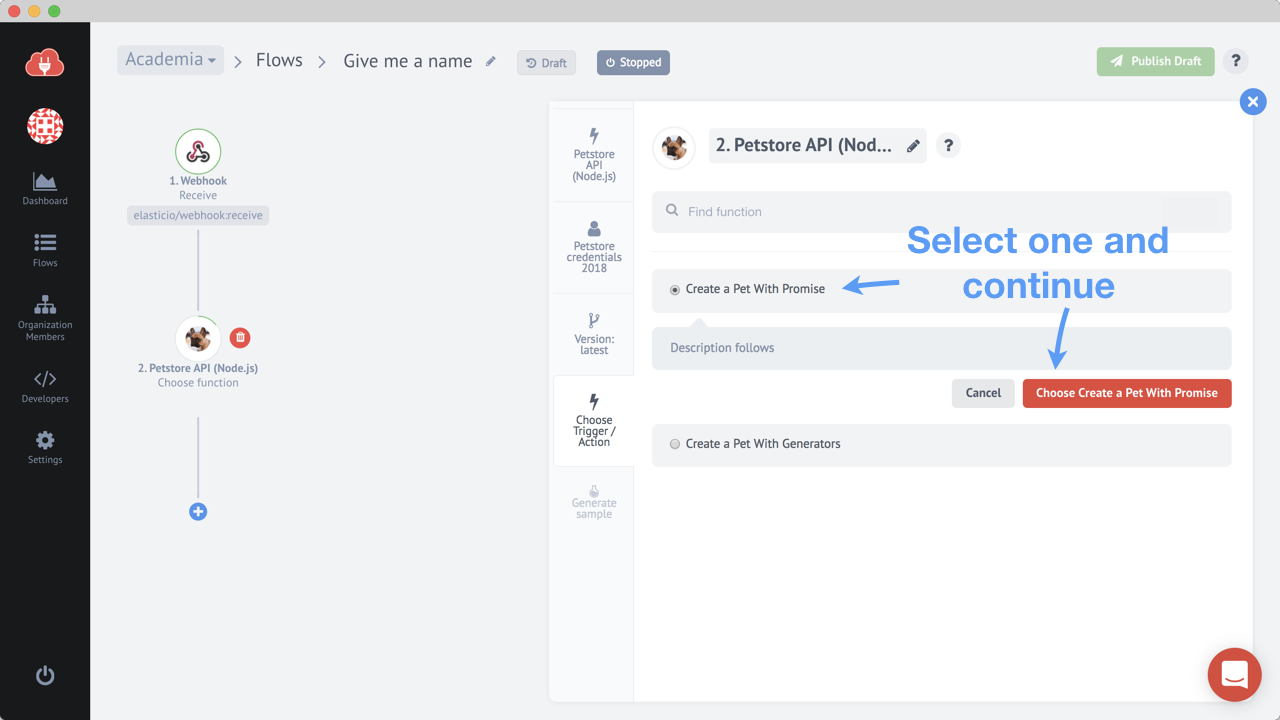 Academia
Flows
Give me a name
Draft
Stopped
Publish Draft
?
Dashboard
Flows
Organization
Members
Developers
Settings
1. Webhook
Receive
elasticio/webhook:receive
2. Petstore API (Node.js)
Choose function
Petstore
API
(Node.js)
Petstore
credentials
2018
Version:
latest
Choose
Trigger /
Action
Generate
sample
2. Petstore API (Nod...
?
Find function
Select one and
continue
Create a Pet With Promise
Description follows
Cancel
Choose Create a Pet With Promise
Create a Pet With Generators